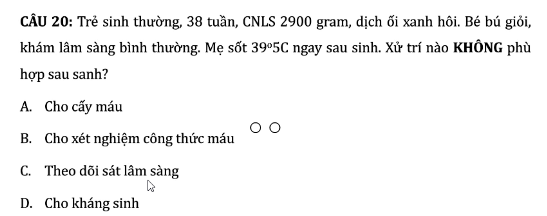 CÂU 20: Trẻ sinh thường, 38 tuần, CNLS 2900 gram, dịch ối xanh hôi. Bé bú giỏi,
khám lâm sàng bình thường. Mẹ sốt 39º5C ngay sau sinh. Xử trí nào KHÔNG phù
hợp sau sanh?
A. Cho cấy máu
B. Cho xét nghiệm công thức máu
C. Theo dõi sát lâm sàng
D. Cho kháng sinh